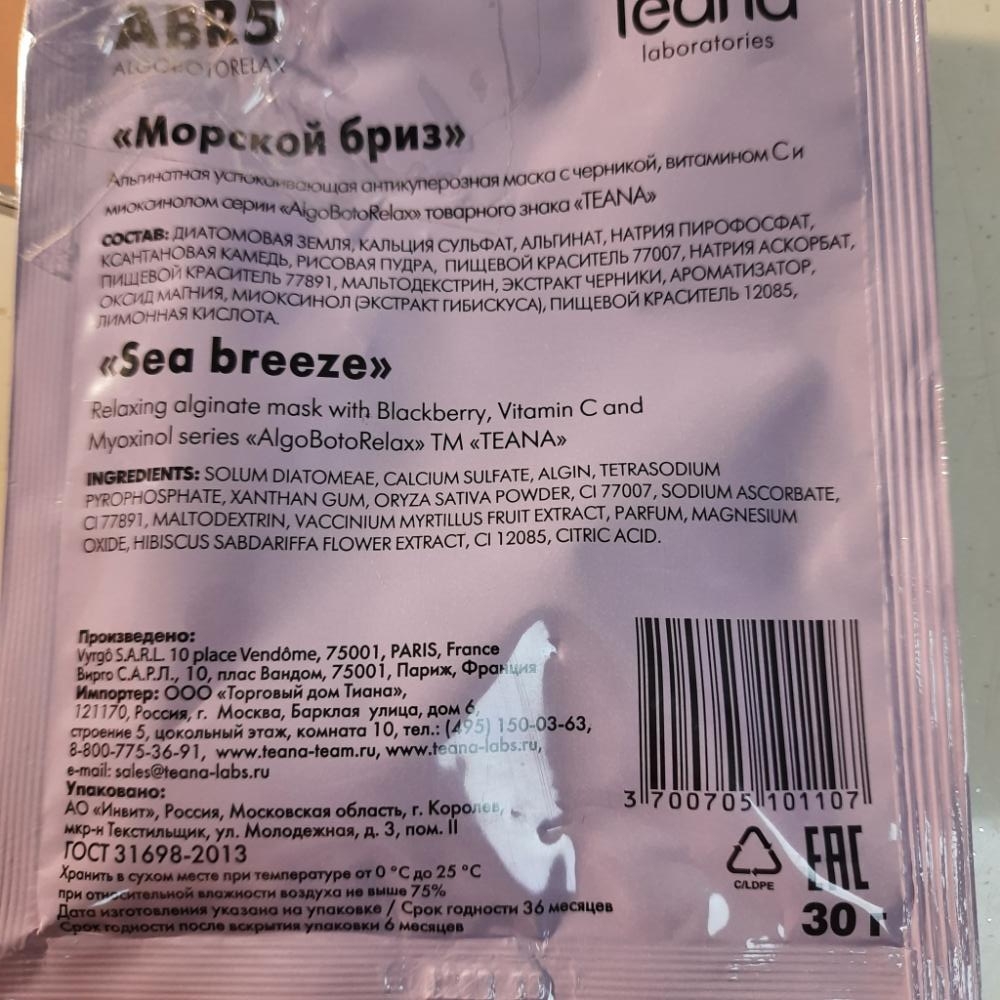 ABR5
Teana
ALGOBOTORELAX
laboratories
«Морской бриз»
Альгинатная успокаивающая антикуперозная маска с черникой, витамином С и
миоксинолом серии «AlgoBotoRelax» товарного знака «TEANA»
СОСТАВ: ДИАТОМОВАЯ ЗЕМЛЯ, КАЛЬЦИЯ СУЛЬФАТ, АЛЬГИНАТ, НАТРИЯ ПИРОФОСФАТ,
КСАНТАНОВАЯ КАМЕДЬ, РИСОВАЯ ПУДРА, ПИЩЕВОЙ КРАСИТЕЛЬ 77007, НАТРИЯ АСКОРБАТ,
ПИЩЕВОЙ КРАСИТЕЛЬ 77891, МАЛЬТОДЕКСТРИН, ЭКСТРАКТ ЧЕРНИКИ, АРОМАТИЗАТОР,
ОКСИД МАГНИЯ, МИОКСИНОЛ (ЭКСТРАКТ ГИБИСКУСА), ПИЩЕВОЙ КРАСИТЕЛЬ 12085,
ЛИМОННАЯ КИСЛОТА.
«Sea breeze»
Relaxing alginate mask with Blackberry, Vitamin C and
Myoxinol series «AlgoBotoRelax» TM «TEANA»
INGREDIENTS: SOLUM DIATOMEAE, CALCIUM SULFATE, ALGIN, TETRASODIUM
PYROPHOSPHATE, XANTHAN GUM, ORYZA SATIVA POWDER, CI 77007, SODIUM ASCORBATE,
CI 77891, MALTODEXTRIN, VACCINIUM MYRTILLUS FRUIT EXTRACT, PARFUM, MAGNESIUM
OXIDE, HIBISCUS SABDARIFFA FLOWER EXTRACT, CI 12085, CITRIC ACID.
Произведено:
Vyrgô S.A.R.L. 10 place Vendôme, 75001, PARIS, France
Вирго С.А.Р.Л., 10, плас Вандом, 75001, Париж, Франция
Импортер: ООО «Торговый дом Тиана»,
121170, Россия, г. Москва, Барклая улица, дом 6,
строение 5, цокольный этаж, комната 10, тел.: (495) 150-03-63,
8-800-775-36-91, www.teana-team.ru, www.teana-labs.ru,
e-mail: sales@teana-labs.ru
Упаковано:
АО «Инвит», Россия, Московская область, г. Королев,
мкр-н Текстильщик, ул. Молодежная, д. 3, пом. II
ГОСТ 31698-2013
Хранить в сухом месте при температуре от 0 °C до 25 °C
при относительной влажности воздуха не выше 75%
Дата изготовления указана на упаковке / Срок годности 36 месяцев
Срок годности после вскрытия упаковки 6 месяцев
3 700705 101107
C/LDPE
EAC
30 г